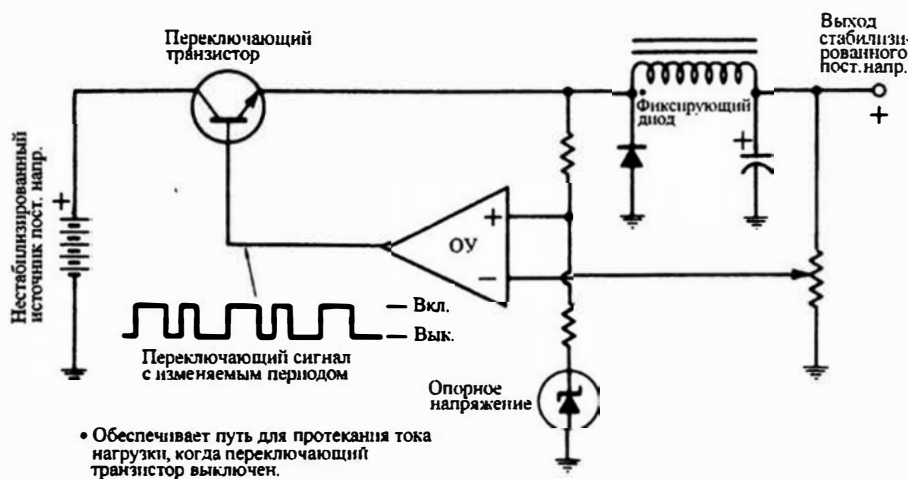 Переключающий
транзистор
Выход
стабилизи-
рованного
пост. напр.
+
• Фиксирующий
диод
+
Нестабилизированный
источник пост. напр.
+
+
ОУ
−
— Вкл.
— Вык.
Переключающий сигнал
с изменяемым периодом
Опорное
напряжение
• Обеспечивает путь для протекания тока
нагрузки, когда переключающий
транзистор выключен.